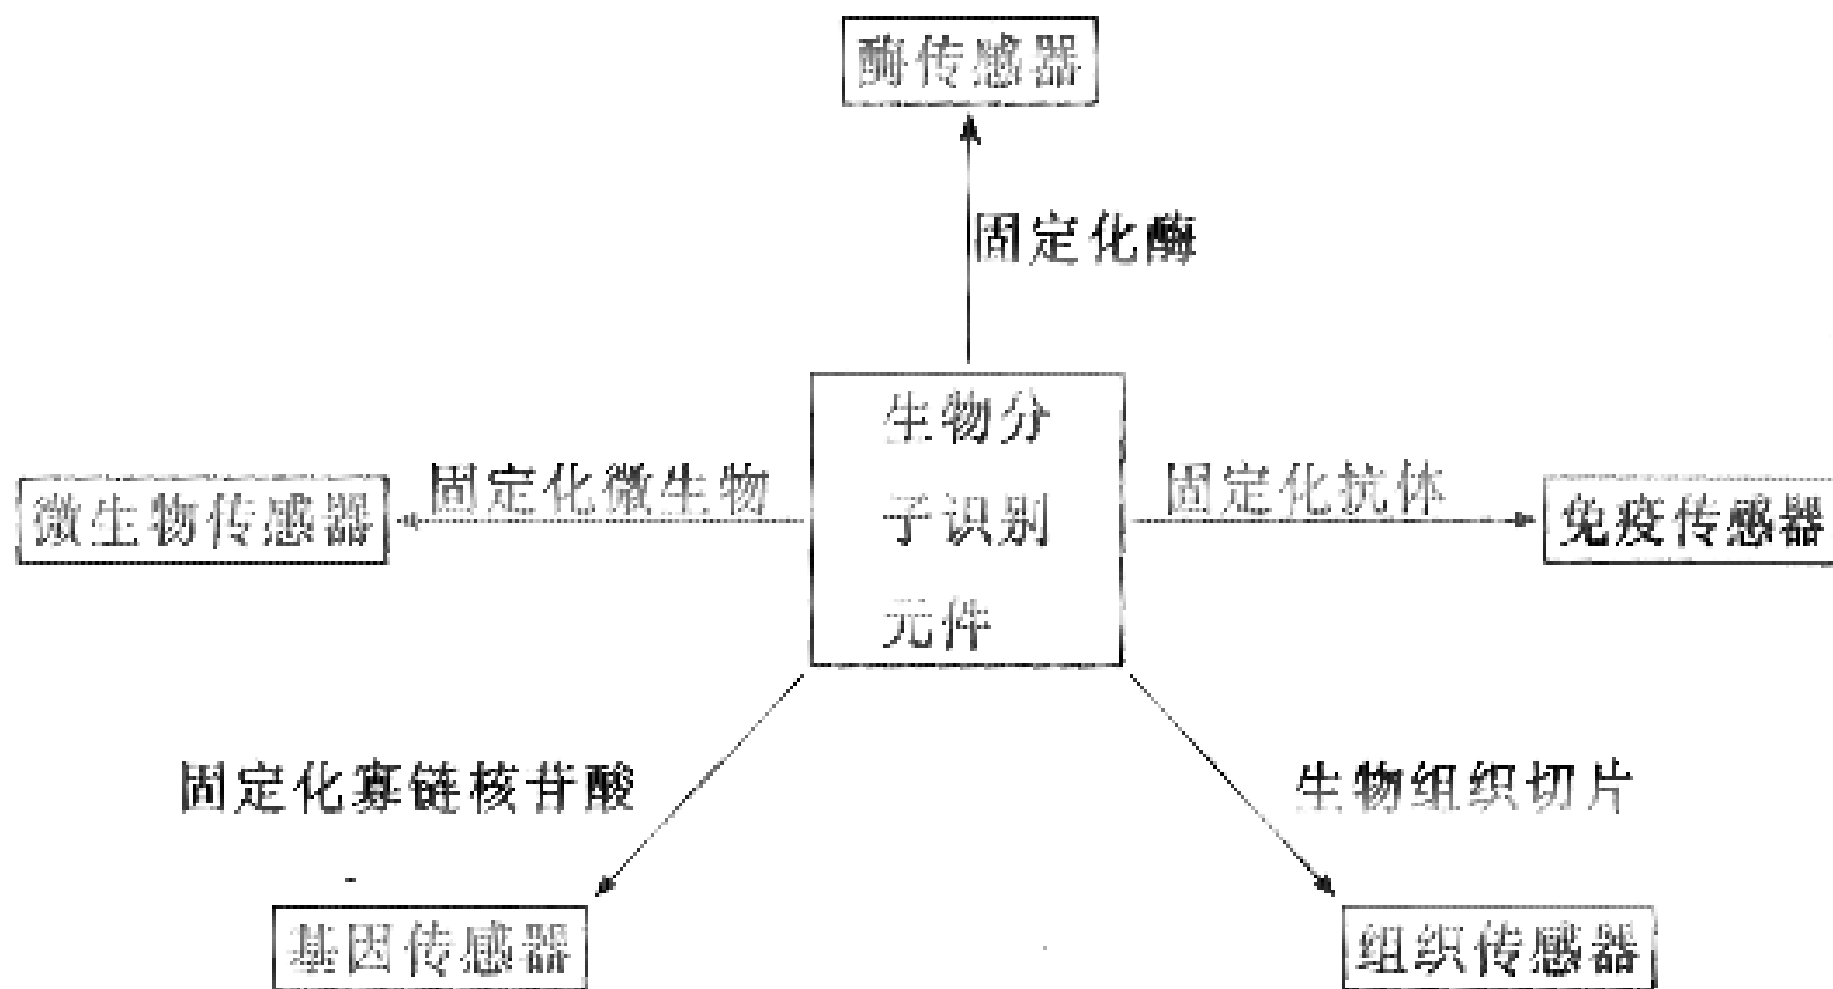 酶传感器
固定化酶
生物分
子识别
元件
固定化微生物
微生物传感器
固定化抗体
免疫传感器
固定化寡链核苷酸
生物组织切片
基因传感器
组织传感器